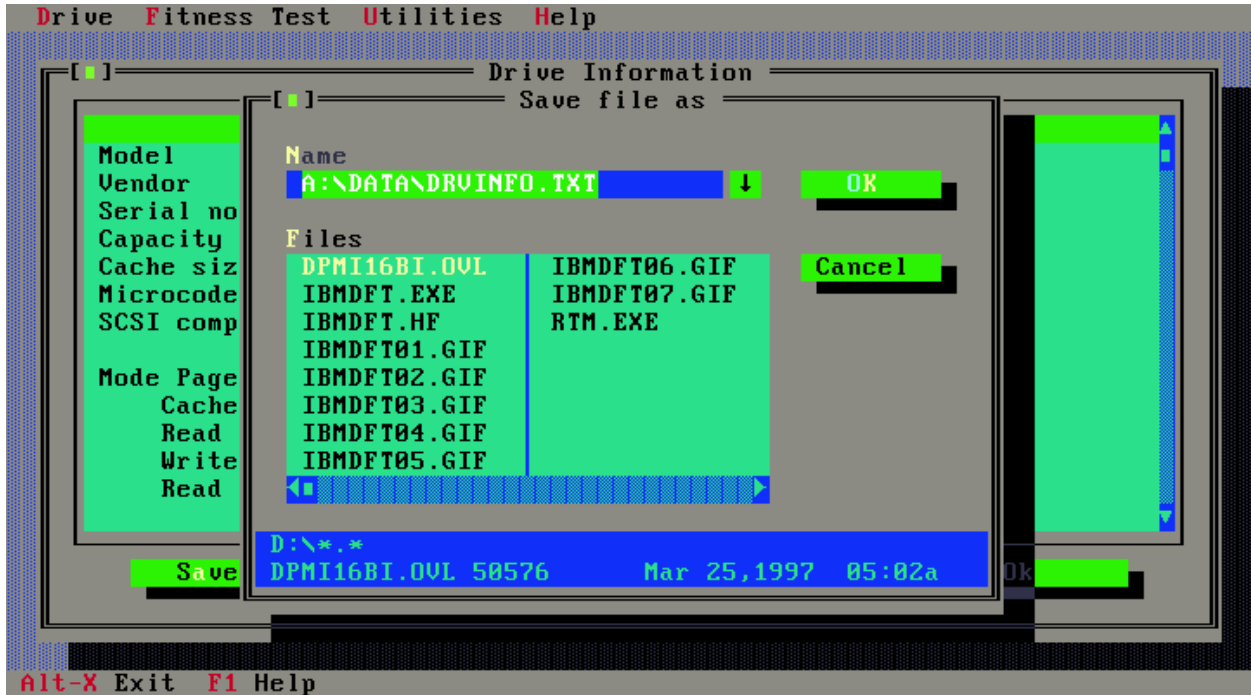 Drive Fitness Test Utilities Help
Drive Information
Save file as
Model
Vendor
Serial no
Capacity
Cache siz
Microcode
SCSI comp
Mode Page
Cache
Read
Write
Read
Name
A:\DATA\DRVINFO.TXT
OK
Files
DPMI16BI.OVL
IBMDFT.EXE
IBMDFT.HF
IBMDFT01.GIF
IBMDFT02.GIF
IBMDFT03.GIF
IBMDFT04.GIF
IBMDFT05.GIF
IBMDFT06.GIF
IBMDFT07.GIF
RTM.EXE
Cancel
D:\*.*
DPMI16BI.OVL 50576 Mar 25,1997 05:02a
Save
Ok
Alt-X Exit F1 Help